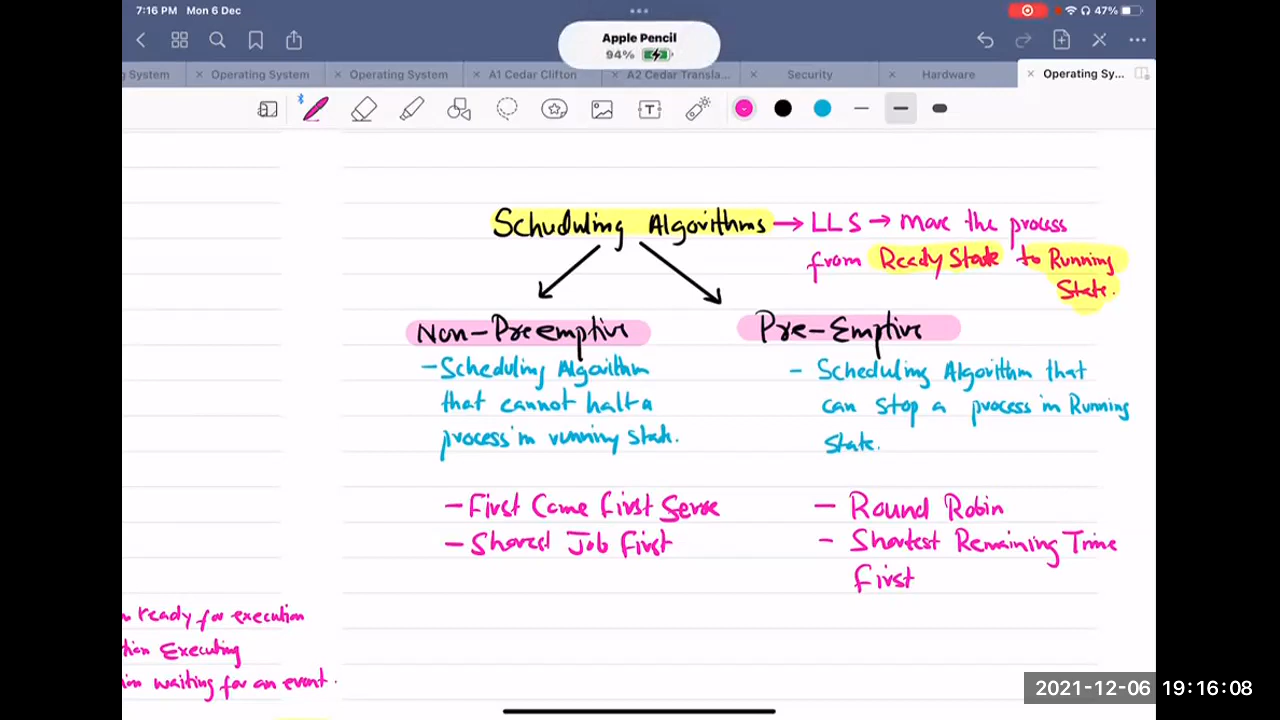 7:16 PM Mon 6 Dec
47%
Apple Pencil
94%
g System
Operating System
Operating System
A1 Cedar Clifton
A2 Cedar Transla...
Security
Hardware
Operating Sy...
Schuduling Algorithms → LLS → Move the process
from Ready State to Running
State.
Non-Preemptive
Pre-Emptive
- Scheduling Algorithm
that cannot halt a
process in running state.
- Scheduling Algorithm that
can stop a process in Running
State.
- First Come First Serve
- Shorest Job First
- Round Robin
- Shortest Remaining Time
First
ready for execution
Executing
waiting for an event.
2021-12-06 19:16:08